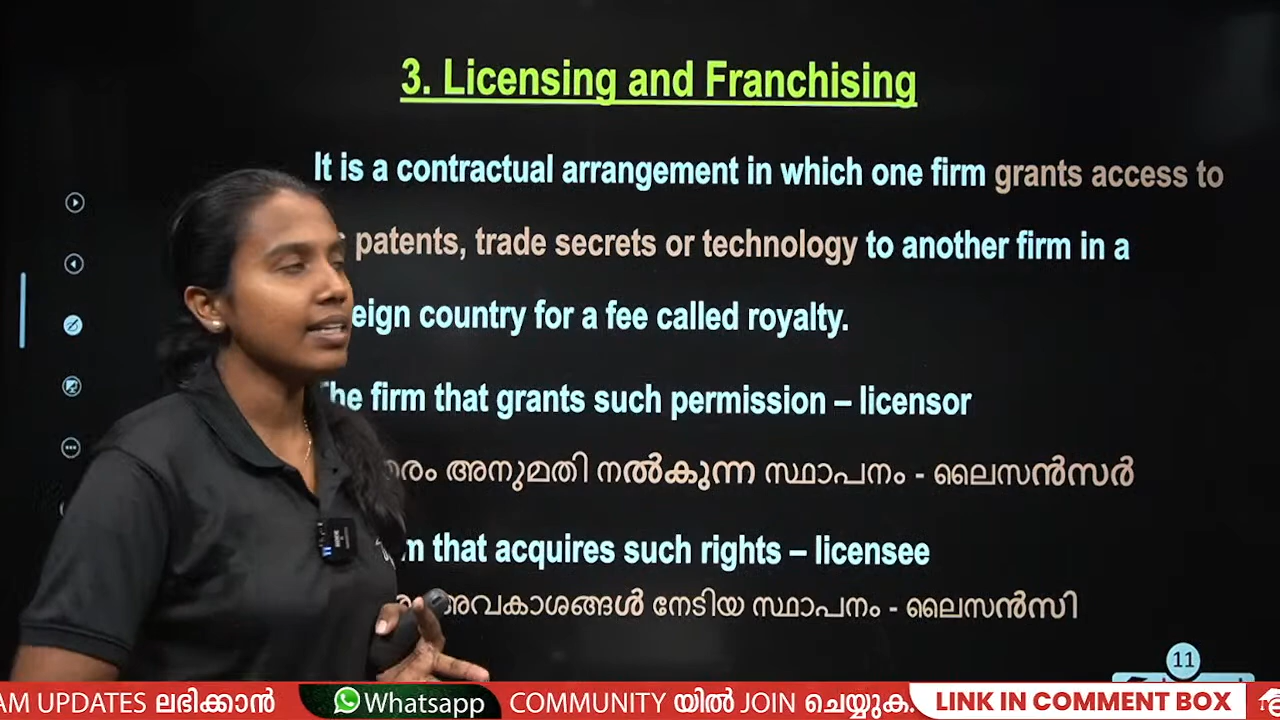 3. Licensing and Franchising
It is a contractual arrangement in which one firm grants access to
patents, trade secrets or technology to another firm in a
country for a fee called royalty.
firm that grants such permission – licensor
അനുമതി നൽകുന്ന സ്ഥാപനം - ലൈസൻസർ
that acquires such rights – licensee
അവകാശങ്ങൾ നേടിയ സ്ഥാപനം - ലൈസൻസി
11
UPDATES ലഭിക്കാൻ Whatsapp COMMUNITY യിൽ JOIN ചെയ്യുക. LINK IN COMMENT BOX